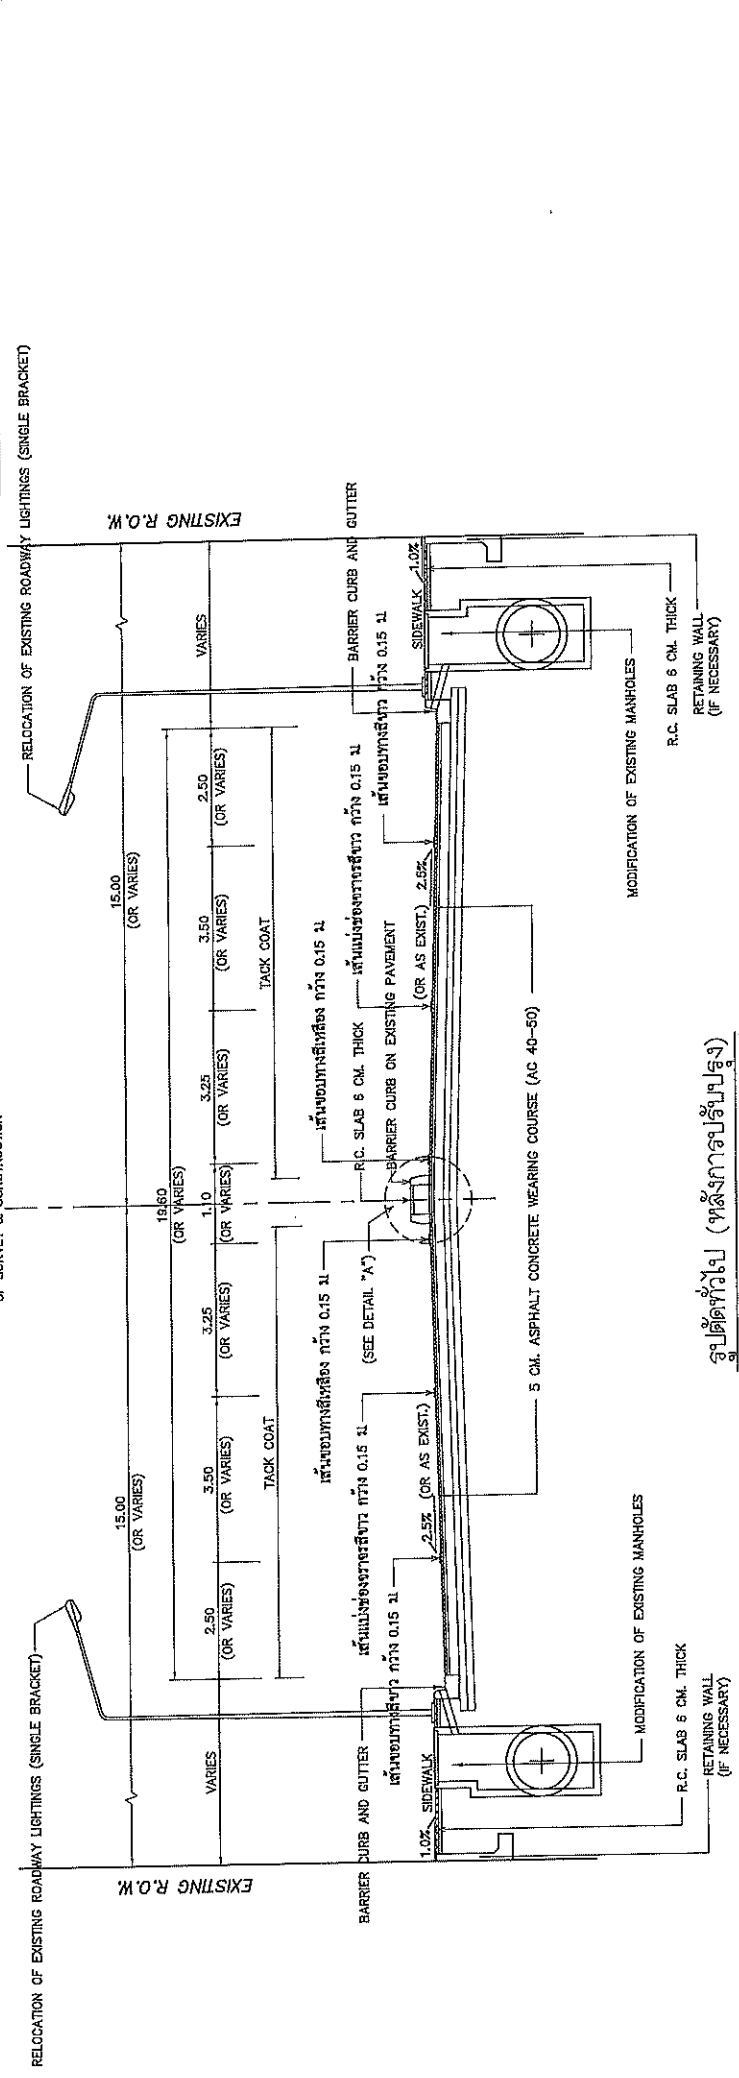 RELOCATION OF EXISTING ROADWAY LIGHTINGS (SINGLE BRACKET)
RELOCATION OF EXISTING ROADWAY LIGHTINGS (SINGLE BRACKET)
EXISTING R.O.W.
EXISTING R.O.W.
15.00
(OR VARIES)
15.00
(OR VARIES)
19.60
(OR VARIES)
VARIES
2.50
(OR VARIES)
3.50
(OR VARIES)
3.25
(OR VARIES)
1.10
(OR VARIES)
3.25
(OR VARIES)
3.50
(OR VARIES)
2.50
(OR VARIES)
VARIES
TACK COAT
TACK COAT
เส้นขอบทางสีเหลือง กว้าง 0.15 ม
เส้นขอบทางสีเหลือง กว้าง 0.15 ม
BARRIER CURB AND GUTTER
เส้นแบ่งช่องจราจรสีขาว กว้าง 0.15 ม
(SEE DETAIL "A")
R.C. SLAB 6 CM. THICK
เส้นแบ่งช่องจราจรสีขาว กว้าง 0.15 ม
BARRIER CURB AND GUTTER
เส้นขอบทางสีขาว กว้าง 0.15 ม
BARRIER CURB ON EXISTING PAVEMENT
เส้นขอบทางสีขาว กว้าง 0.15 ม
1.0%
SIDEWALK
2.5%
(OR AS EXIST.)
(OR AS EXIST.)
2.5%
SIDEWALK
1.0%
5 CM. ASPHALT CONCRETE WEARING COURSE (AC 40-50)
MODIFICATION OF EXISTING MANHOLES
MODIFICATION OF EXISTING MANHOLES
R.C. SLAB 6 CM. THICK
R.C. SLAB 6 CM. THICK
RETAINING WALL
(IF NECESSARY)
RETAINING WALL
(IF NECESSARY)
รูปตัดทั่วไป (หลังการปรับปรุง)